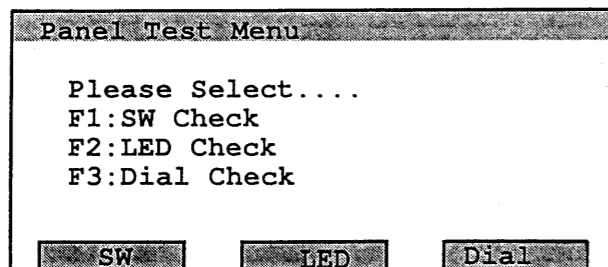 Panel Test Menu
Please Select....
F1:SW Check
F2:LED Check
F3:Dial Check
SW LED Dial